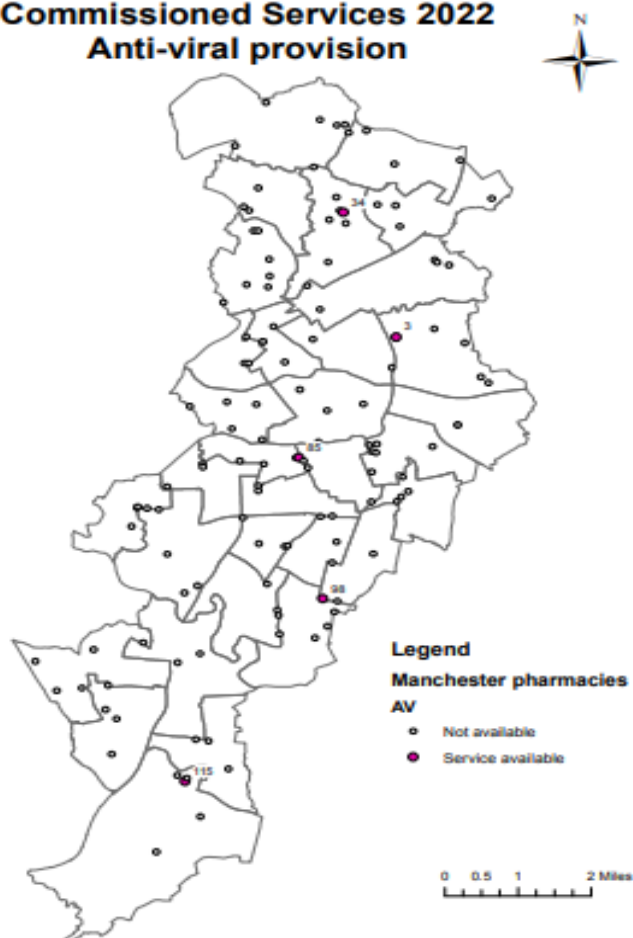 Commissioned Services 2022
Anti-viral provision
N
34
3
85
98
Legend
Manchester pharmacies
AV
Not available
Service available
115
0 0.5 1 2 Miles